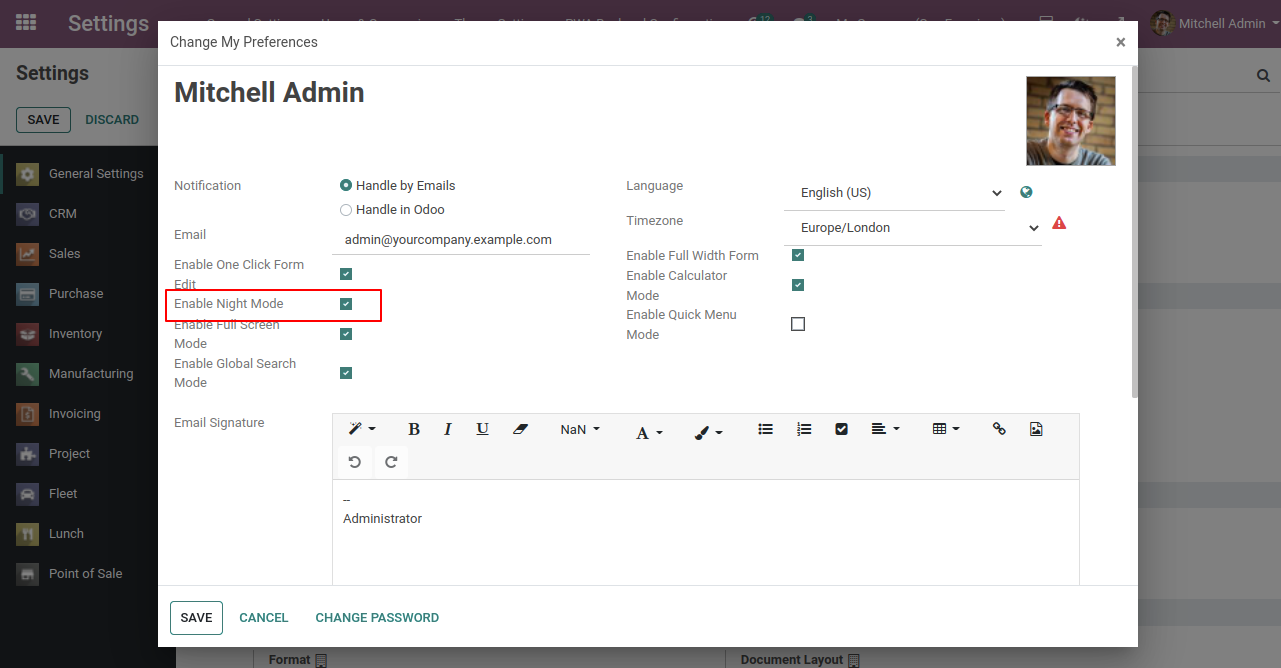 Settings
12
3
Mitchell Admin
Change My Preferences
×
Settings
SAVE
DISCARD
General Settings
CRM
Sales
Purchase
Inventory
Manufacturing
Invoicing
Project
Fleet
Lunch
Point of Sale
Mitchell Admin
Notification
Handle by Emails
Handle in Odoo
Email
admin@yourcompany.example.com
Enable One Click Form
Edit
Enable Night Mode
Enable Full Screen
Mode
Enable Global Search
Mode
Language
English (US)
Timezone
Europe/London
Enable Full Width Form
Enable Calculator
Mode
Enable Quick Menu
Mode
Email Signature
B I U NaN A
--
Administrator
SAVE
CANCEL
CHANGE PASSWORD
Format
Document Layout